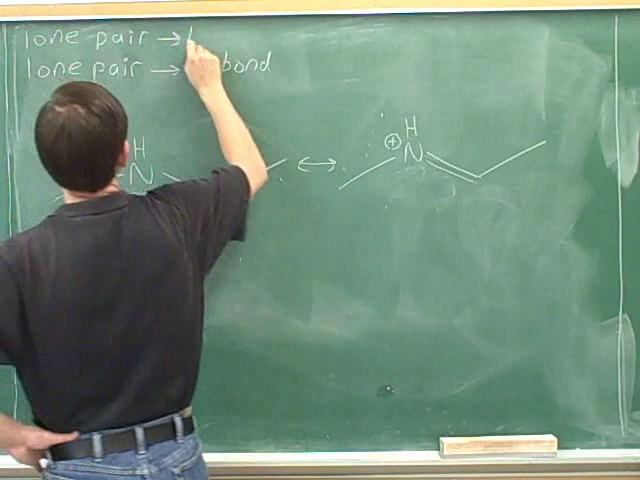 lone pair →
lone pair → bond
H H
N ↔ ⊕ N